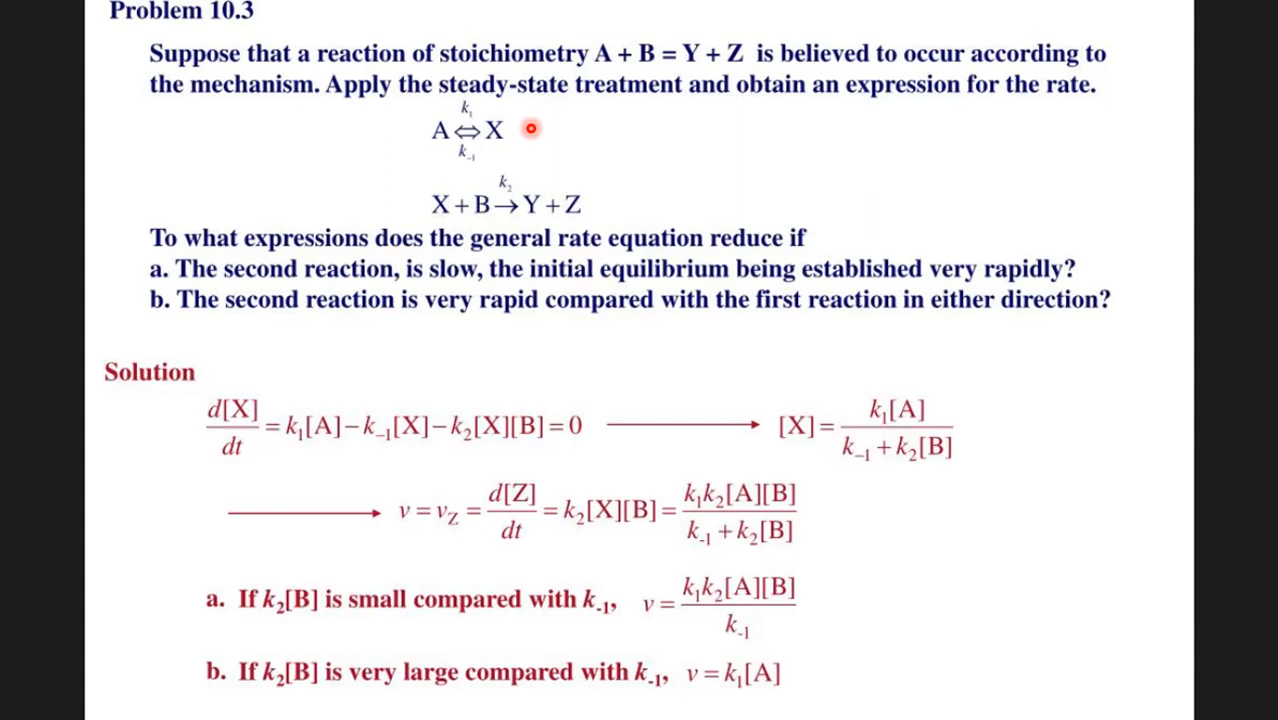 Problem 10.3
Suppose that a reaction of stoichiometry A + B = Y + Z is believed to occur according to
the mechanism. Apply the steady-state treatment and obtain an expression for the rate.
k₁
A ⇔ X
k₋₁
k₂
X + B → Y + Z
To what expressions does the general rate equation reduce if
a. The second reaction, is slow, the initial equilibrium being established very rapidly?
b. The second reaction is very rapid compared with the first reaction in either direction?
Solution
d[X]/dt = k₁[A] − k₋₁[X] − k₂[X][B] = 0 ⟶ [X] = k₁[A]/(k₋₁ + k₂[B])
⟶ v = v_Z = d[Z]/dt = k₂[X][B] = k₁k₂[A][B]/(k₋₁ + k₂[B])
a. If k₂[B] is small compared with k₋₁, v = k₁k₂[A][B]/k₋₁
b. If k₂[B] is very large compared with k₋₁, v = k₁[A]